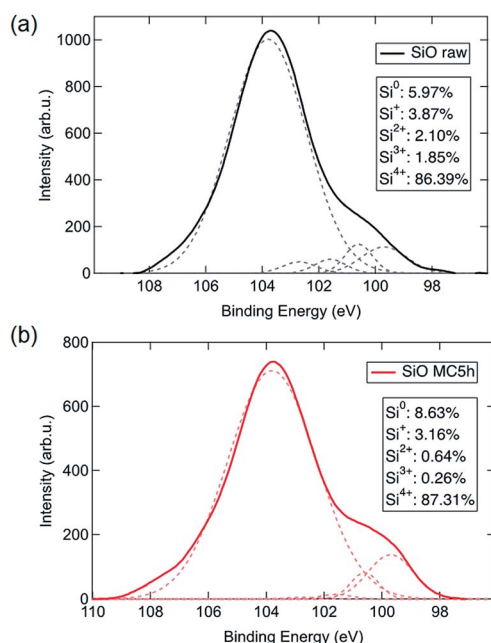 (a)
1000
800
600
400
200
0
Intensity (arb.u.)
SiO raw
Si⁰: 5.97%
Si⁺: 3.87%
Si²⁺: 2.10%
Si³⁺: 1.85%
Si⁴⁺: 86.39%
108 106 104 102 100 98
Binding Energy (eV)
(b)
800
600
400
200
0
Intensity (arb.u.)
SiO MC5h
Si⁰: 8.63%
Si⁺: 3.16%
Si²⁺: 0.64%
Si³⁺: 0.26%
Si⁴⁺: 87.31%
110 108 106 104 102 100 98
Binding Energy (eV)